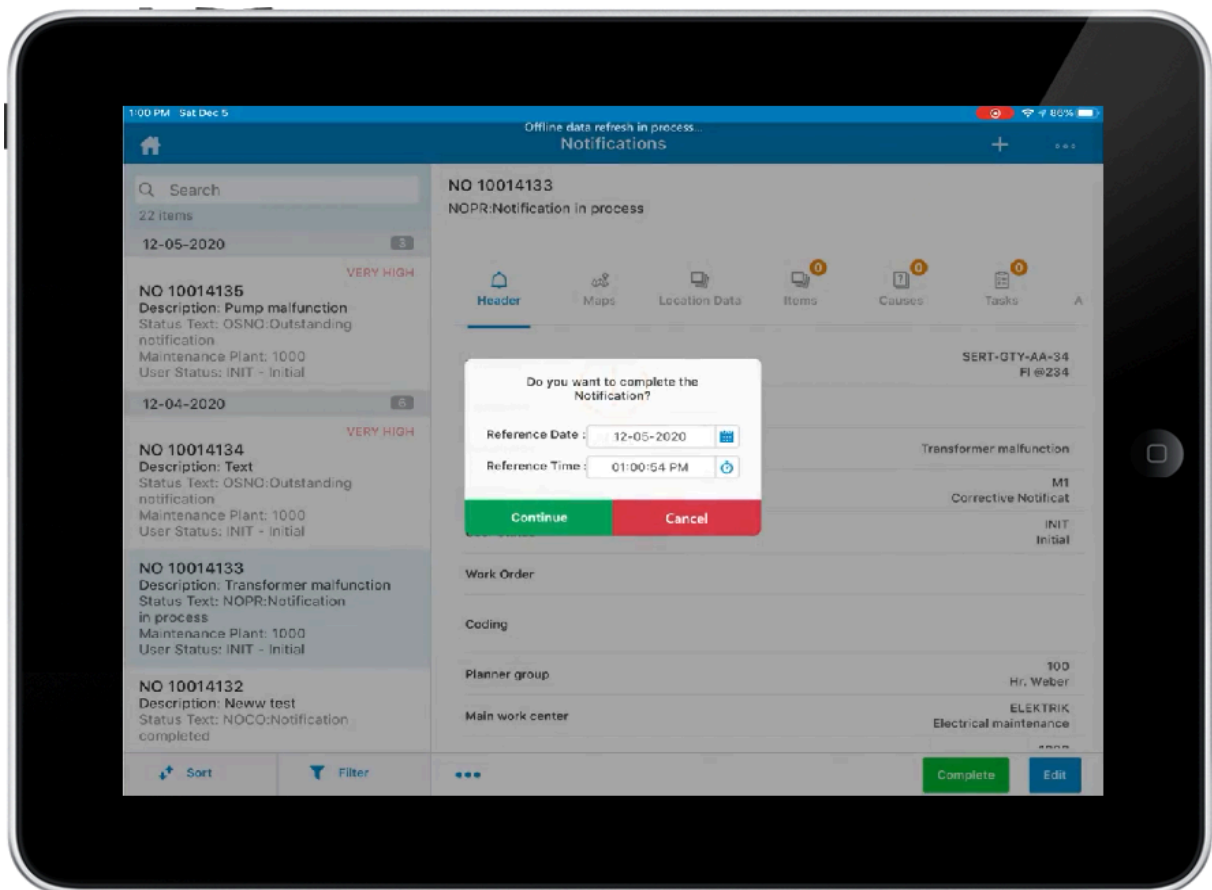 1:00 PM Sat Dec 5
86%
Offline data refresh in process...
Notifications
Search
22 items
12-05-2020
3
VERY HIGH
NO 10014135
Description: Pump malfunction
Status Text: OSNO:Outstanding
notification
Maintenance Plant: 1000
User Status: INIT - Initial
12-04-2020
6
VERY HIGH
NO 10014134
Description: Text
Status Text: OSNO:Outstanding
notification
Maintenance Plant: 1000
User Status: INIT - Initial
NO 10014133
Description: Transformer malfunction
Status Text: NOPR:Notification
in process
Maintenance Plant: 1000
User Status: INIT - Initial
NO 10014132
Description: Neww test
Status Text: NOCO:Notification
completed
Sort
Filter
NO 10014133
NOPR:Notification in process
Header
Maps
Location Data
0
Items
0
Causes
0
Tasks
A
SERT-GTY-AA-34
FI @234
Transformer malfunction
M1
Corrective Notificat
INIT
Initial
Do you want to complete the
Notification?
Reference Date : 12-05-2020
Reference Time : 01:00:54 PM
Continue
Cancel
Work Order
Coding
Planner group
100
Hr. Weber
Main work center
ELEKTRIK
Electrical maintenance
Complete
Edit